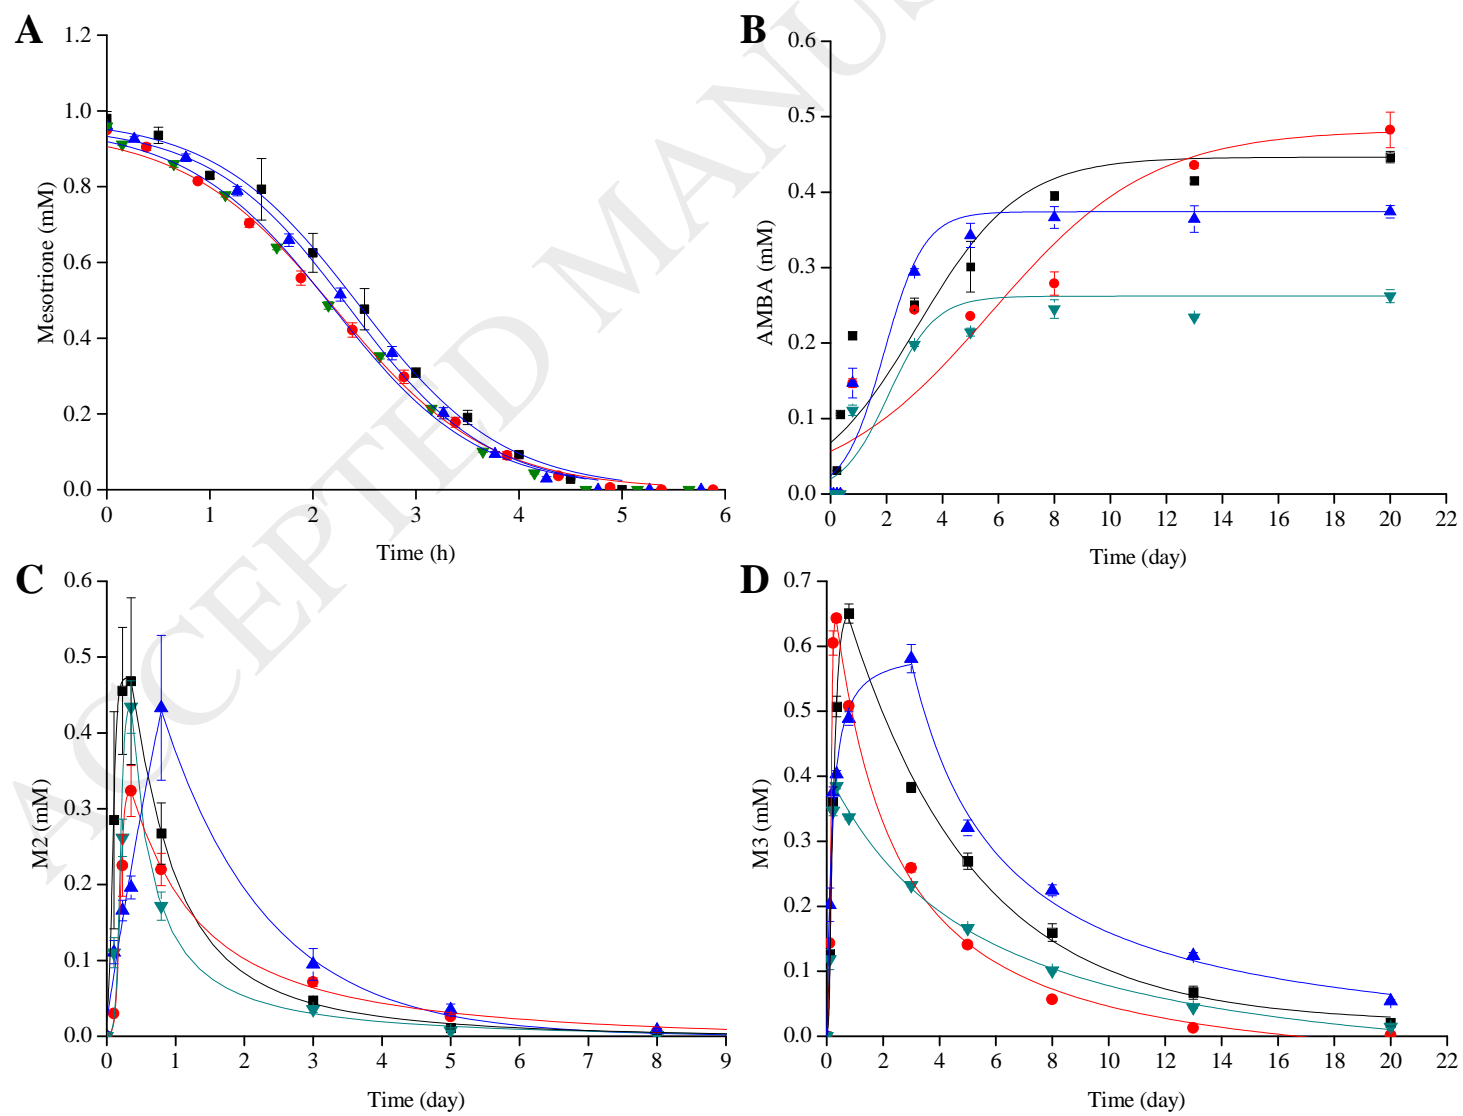 A
1.2
1.0
0.8
0.6
0.4
0.2
0.0
Mesotrione (mM)
0 1 2 3 4 5 6
Time (h)
B
0.6
0.5
0.4
0.3
0.2
0.1
0.0
AMBA (mM)
0 2 4 6 8 10 12 14 16 18 20 22
Time (day)
C
0.6
0.5
0.4
0.3
0.2
0.1
0.0
M2 (mM)
0 1 2 3 4 5 6 7 8 9
Time (day)
D
0.7
0.6
0.5
0.4
0.3
0.2
0.1
0.0
M3 (mM)
0 2 4 6 8 10 12 14 16 18 20 22
Time (day)
ACCEPTED MANUS